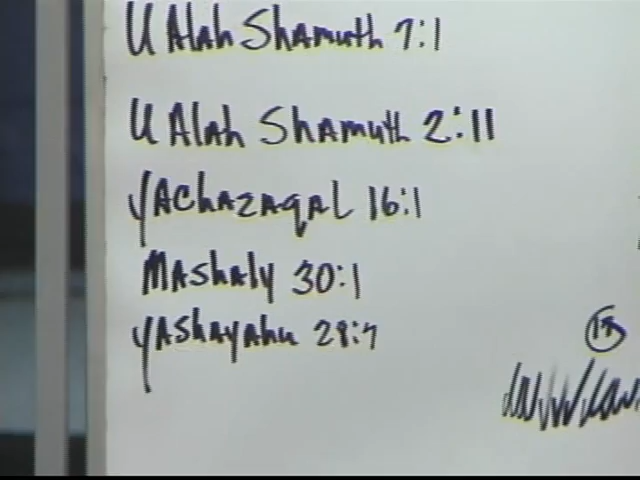 U Alah Shamuth 7:1
U Alah Shamuth 2:11
YAChazaqal 16:1
Mashaly 30:1
YAShayahu 29:7